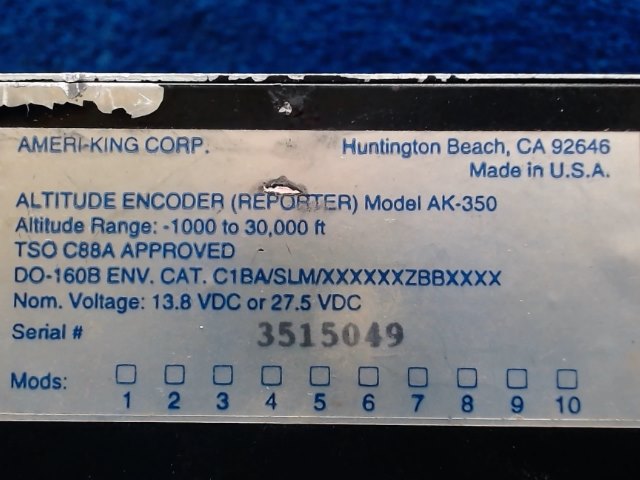 AMERI-KING CORP. Huntington Beach, CA 92646
Made in U.S.A.
ALTITUDE ENCODER (REPORTER) Model AK-350
Altitude Range: -1000 to 30,000 ft
TSO C88A APPROVED
DO-160B ENV. CAT. C1BA/SLM/XXXXXXZBBXXXX
Nom. Voltage: 13.8 VDC or 27.5 VDC
Serial # 3515049
Mods: 1 2 3 4 5 6 7 8 9 10